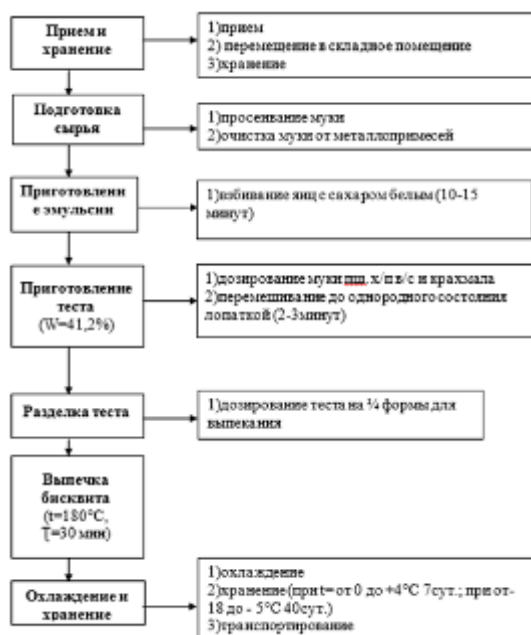 Прием и
хранение
1)прием
2) перемещение в складное помещение
3)хранение
Подготовка
сырья
1)просеивание муки
2)очистка муки от металлопримесей
Приготовлени
е эмульсии
1)взбивание яиц с сахаром белым (10-15
минут)
Приготовление
теста
(W=41,2%)
1)дозирование муки пш. х/п в/с и крахмала
2)перемешивание до однородного состояния
лопаткой (2-3минут)
Разделка теста
1)дозирование теста на ¾ формы для
выпекания
Выпечка
бисквита
(t=180°C,
Ƭ=30 мин)
Охлаждение и
хранение
1)охлаждение
2)хранение(при t= от 0 до +4°C 7сут.; при от-
18 до - 5°C 40сут.)
3)транспортирование